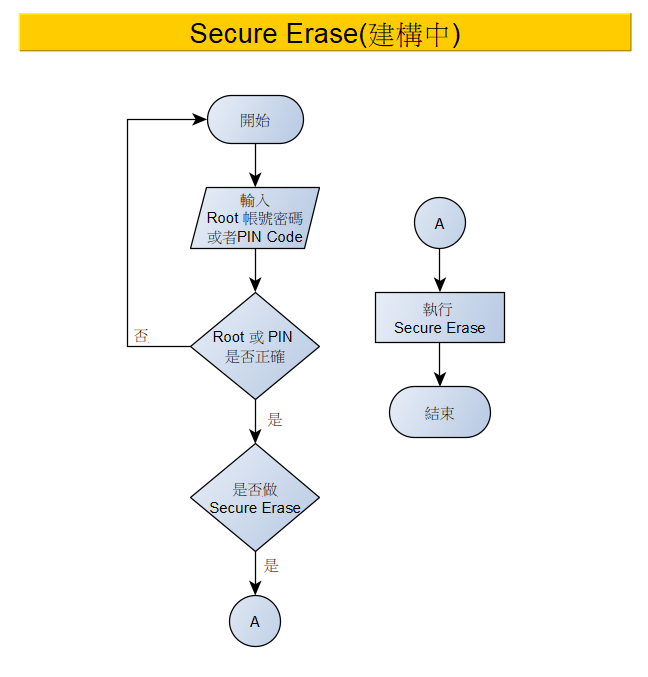 Secure Erase(建構中)
開始
輸入
Root 帳號密碼
或者PIN Code
Root 或 PIN
是否正確
否
是
是否做
Secure Erase
是
A
A
執行
Secure Erase
結束